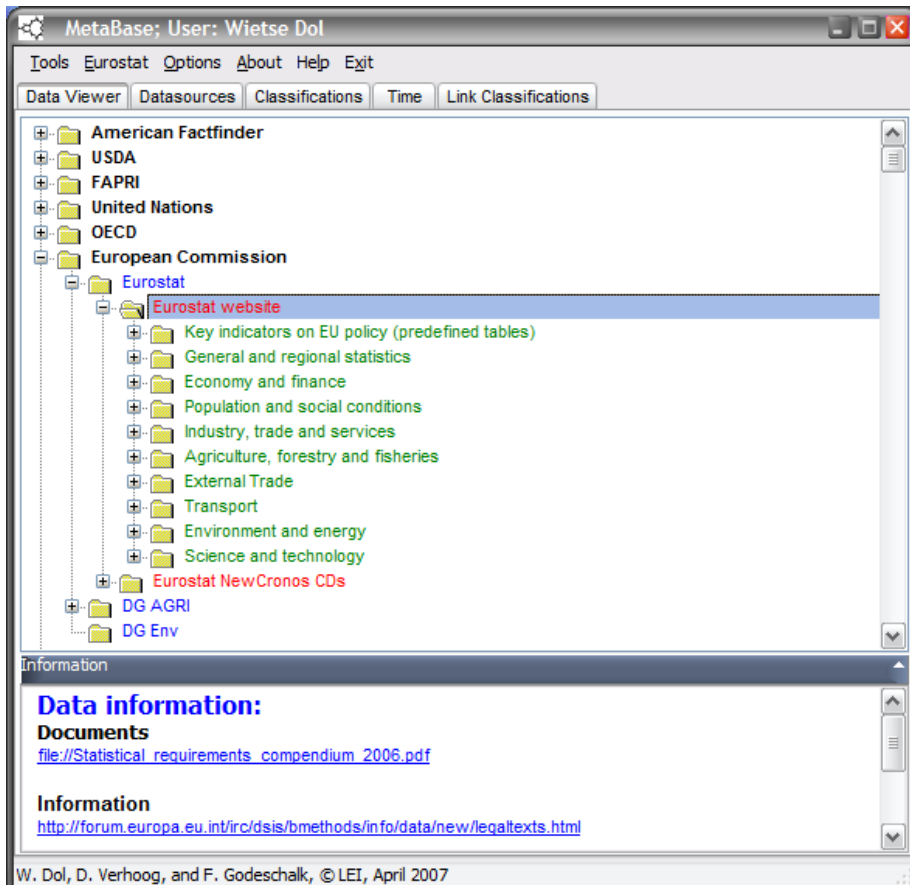 MetaBase; User: Wietse Dol
Tools Eurostat Options About Help Exit
Data Viewer Datasources Classifications Time Link Classifications
American Factfinder
USDA
FAPRI
United Nations
OECD
European Commission
Eurostat
Eurostat website
Key indicators on EU policy (predefined tables)
General and regional statistics
Economy and finance
Population and social conditions
Industry, trade and services
Agriculture, forestry and fisheries
External Trade
Transport
Environment and energy
Science and technology
Eurostat NewCronos CDs
DG AGRI
DG Env
Information
Data information:
Documents
file://Statistical_requirements_compendium_2006.pdf
Information
http://forum.europa.eu.int/irc/dsis/bmethods/info/data/new/legaltexts.html
W. Dol, D. Verhoog, and F. Godeschalk, © LEI, April 2007